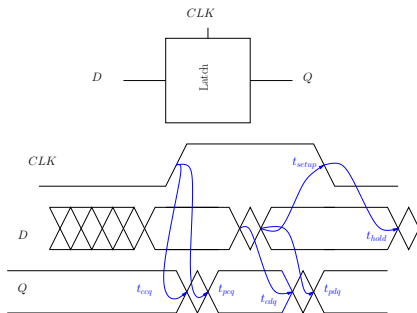 CLK
D
Latch
Q
CLK
t_setup
D
t_hold
Q
t_ccq
t_pcq
t_cdq
t_pdq